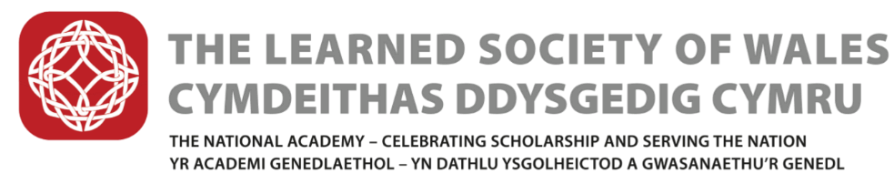 THE LEARNED SOCIETY OF WALES
CYMDEITHAS DDYSGEDIG CYMRU
THE NATIONAL ACADEMY – CELEBRATING SCHOLARSHIP AND SERVING THE NATION
YR ACADEMI GENEDLAETHOL – YN DATHLU YSGOLHEICTOD A GWASANAETHU'R GENEDL